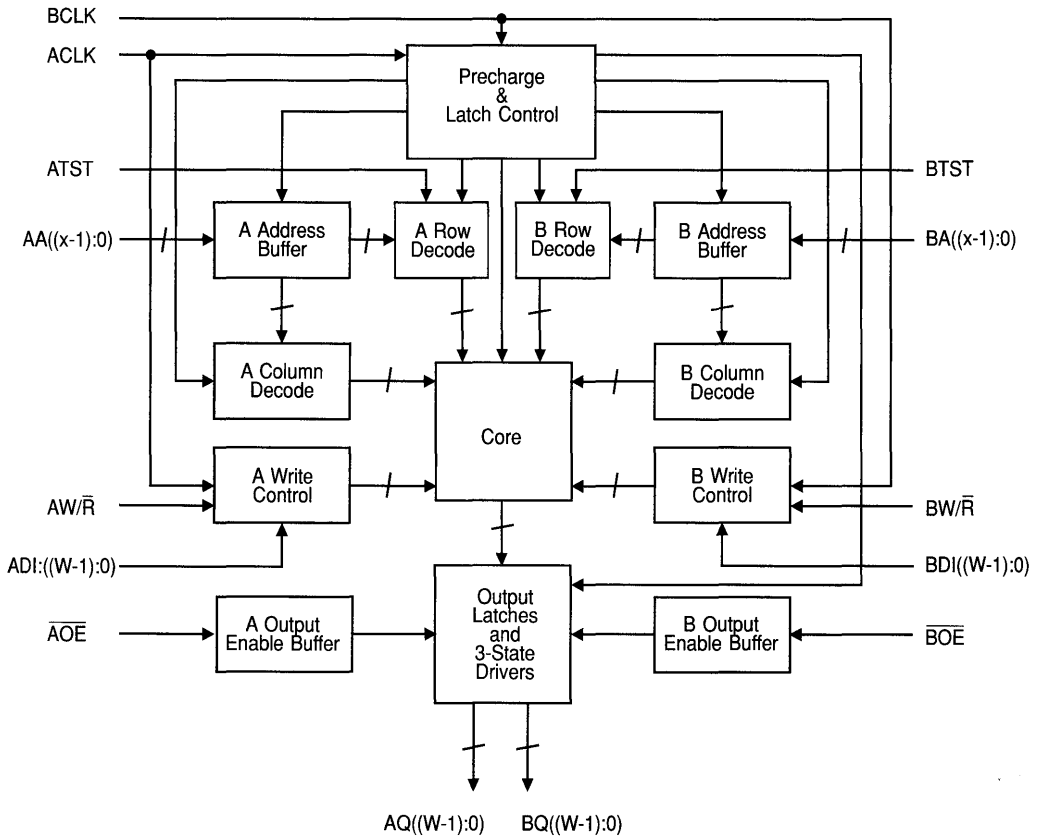 BCLK
ACLK
Precharge
&
Latch Control
ATST
BTST
AA((x-1):0)
A Address
Buffer
A Row
Decode
B Row
Decode
B Address
Buffer
BA((x-1):0)
A Column
Decode
B Column
Decode
Core
A Write
Control
B Write
Control
AW/R̅
BW/R̅
ADI:((W-1):0)
BDI((W-1):0)
Output
Latches
and
3-State
Drivers
A Output
Enable Buffer
B Output
Enable Buffer
A̅O̅E̅
B̅O̅E̅
AQ((W-1):0)
BQ((W-1):0)